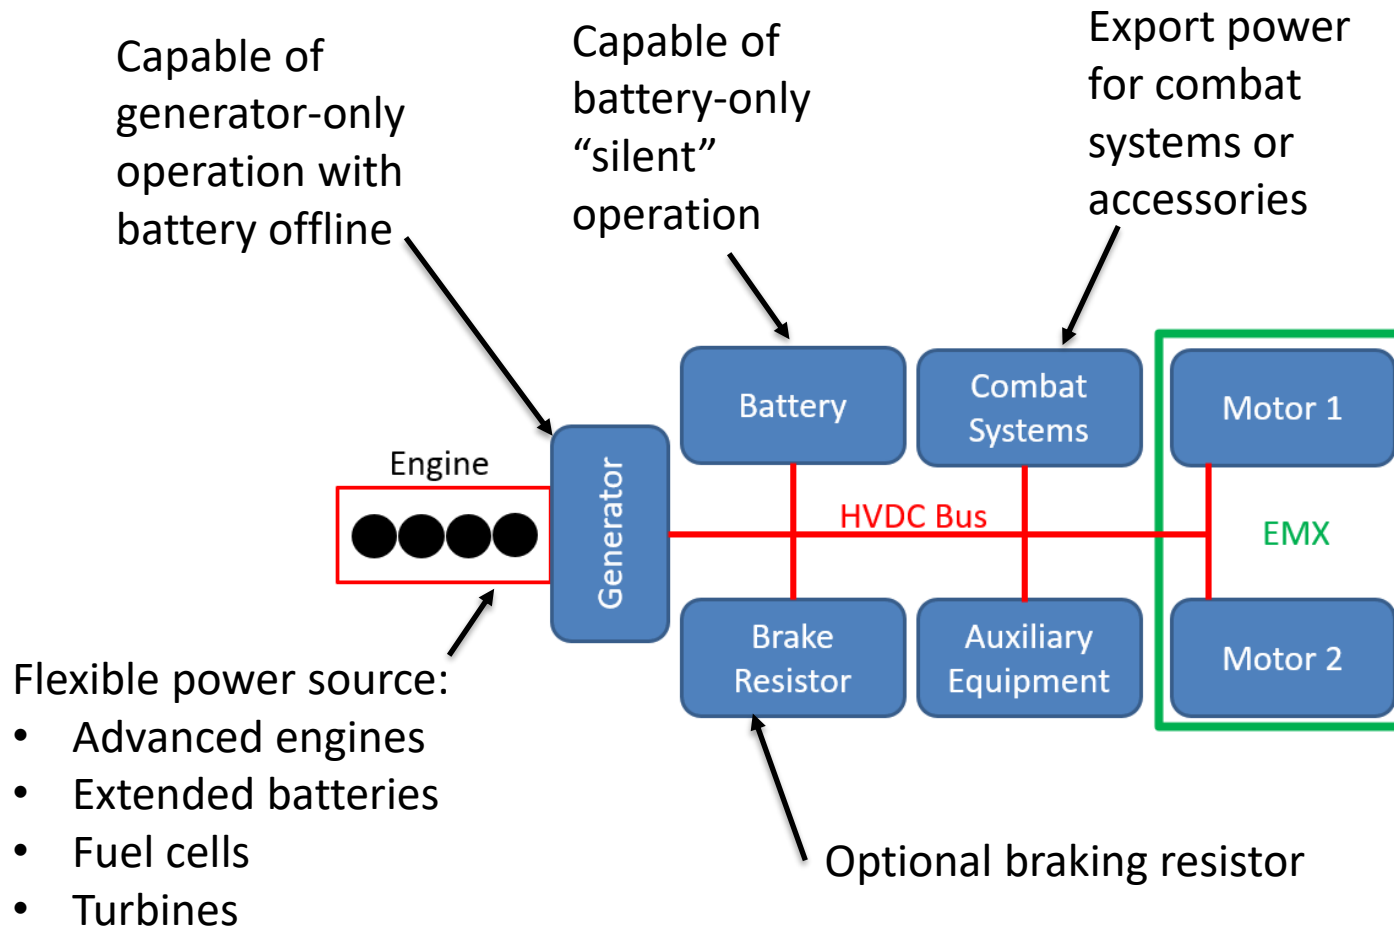 Capable of
generator-only
operation with
battery offline
Capable of
battery-only
“silent”
operation
Export power
for combat
systems or
accessories
Battery
Combat
Systems
Motor 1
Engine
Generator
HVDC Bus
EMX
Brake
Resistor
Auxiliary
Equipment
Motor 2
Flexible power source:
• Advanced engines
• Extended batteries
• Fuel cells
• Turbines
Optional braking resistor